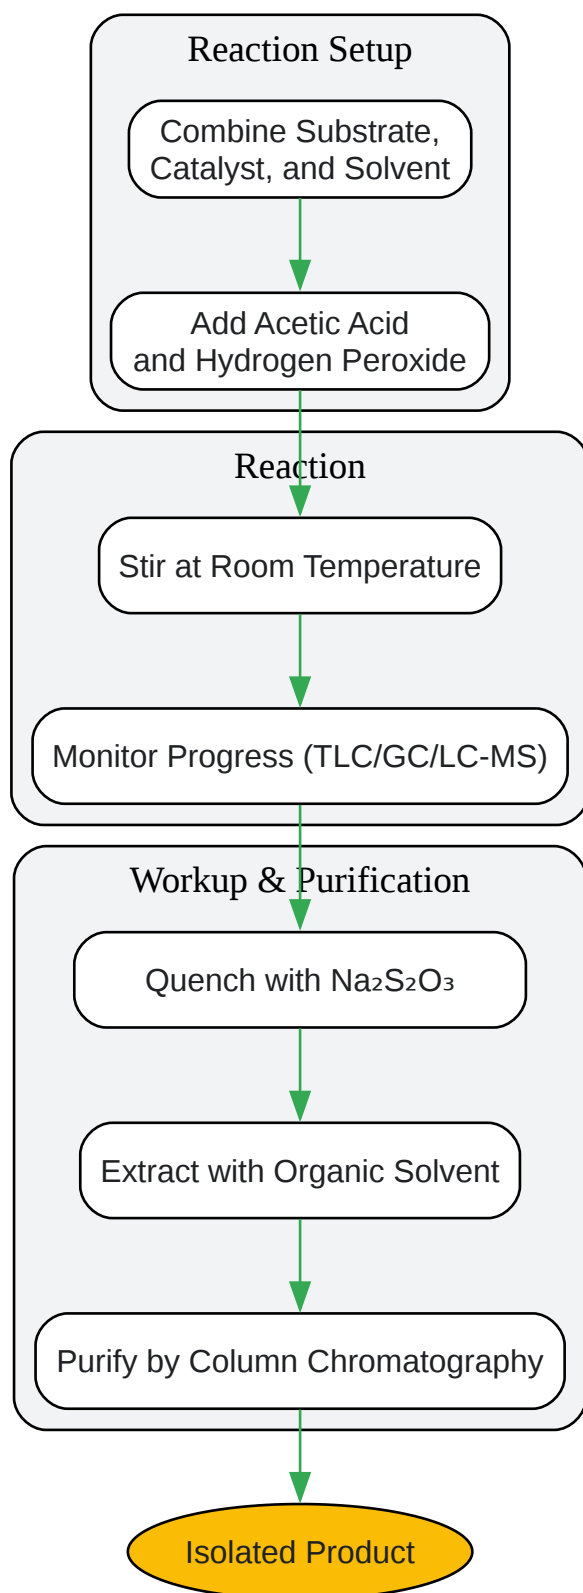 Reaction Setup
Combine Substrate,
Catalyst, and Solvent
Add Acetic Acid
and Hydrogen Peroxide
Reaction
Stir at Room Temperature
Monitor Progress (TLC/GC/LC-MS)
Workup & Purification
Quench with Na₂S₂O₃
Extract with Organic Solvent
Purify by Column Chromatography
Isolated Product